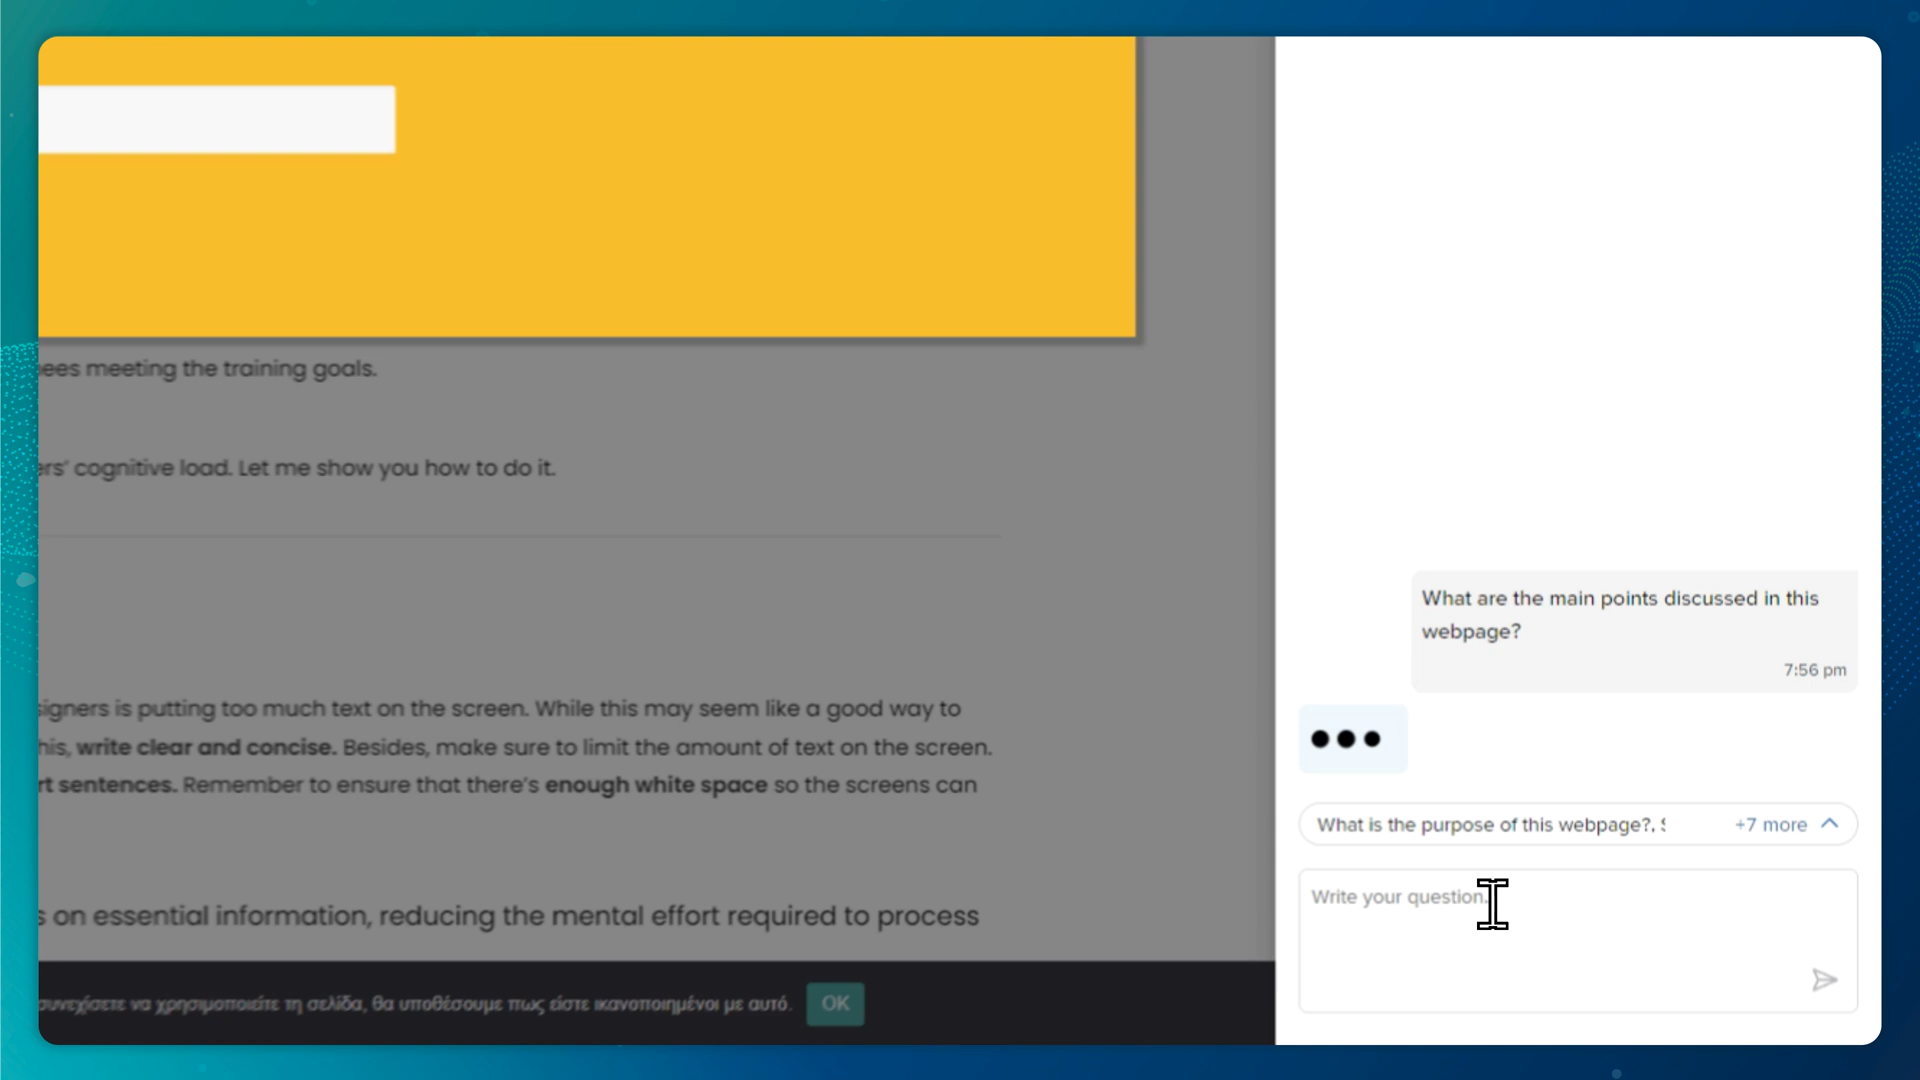 meeting the training goals.
cognitive load. Let me show you how to do it.
is putting too much text on the screen. While this may seem like a good way to
write clear and concise. Besides, make sure to limit the amount of text on the screen.
sentences. Remember to ensure that there's enough white space so the screens can
on essential information, reducing the mental effort required to process
συνεχίσετε να χρησιμοποιείτε τη σελίδα, θα υποθέσουμε πως είστε ικανοποιημένοι με αυτό. OK
What are the main points discussed in this
webpage?
7:56 pm
What is the purpose of this webpage?, +7 more
Write your question